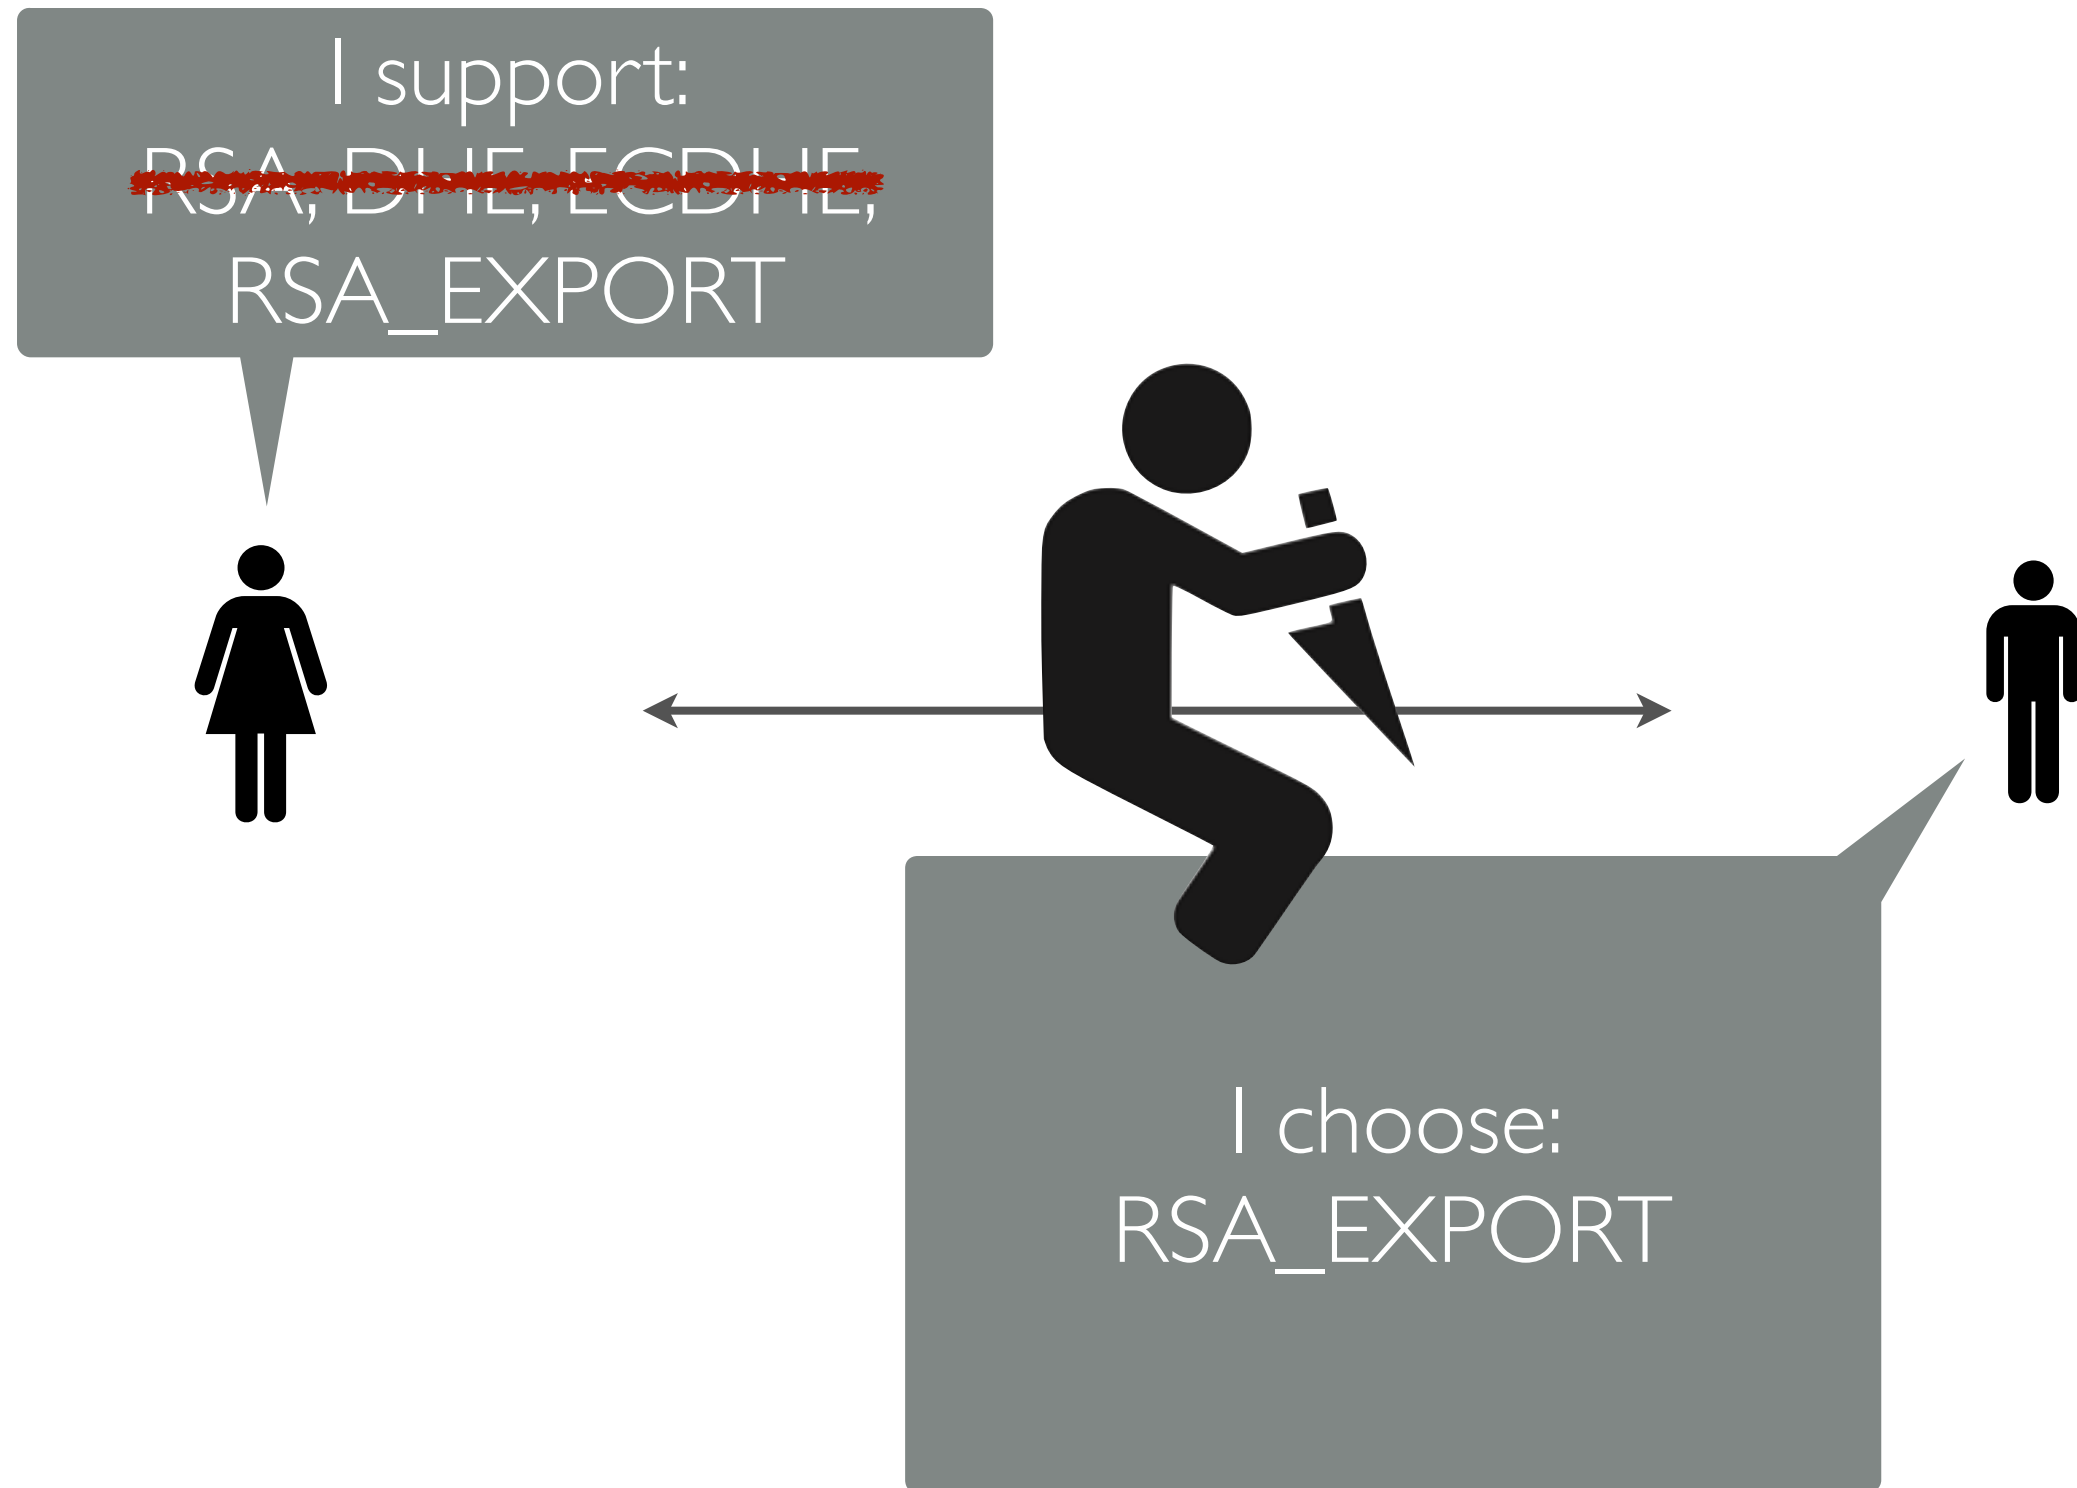 I support:
RSA, DHE, ECDHE,
RSA_EXPORT
I choose:
RSA_EXPORT